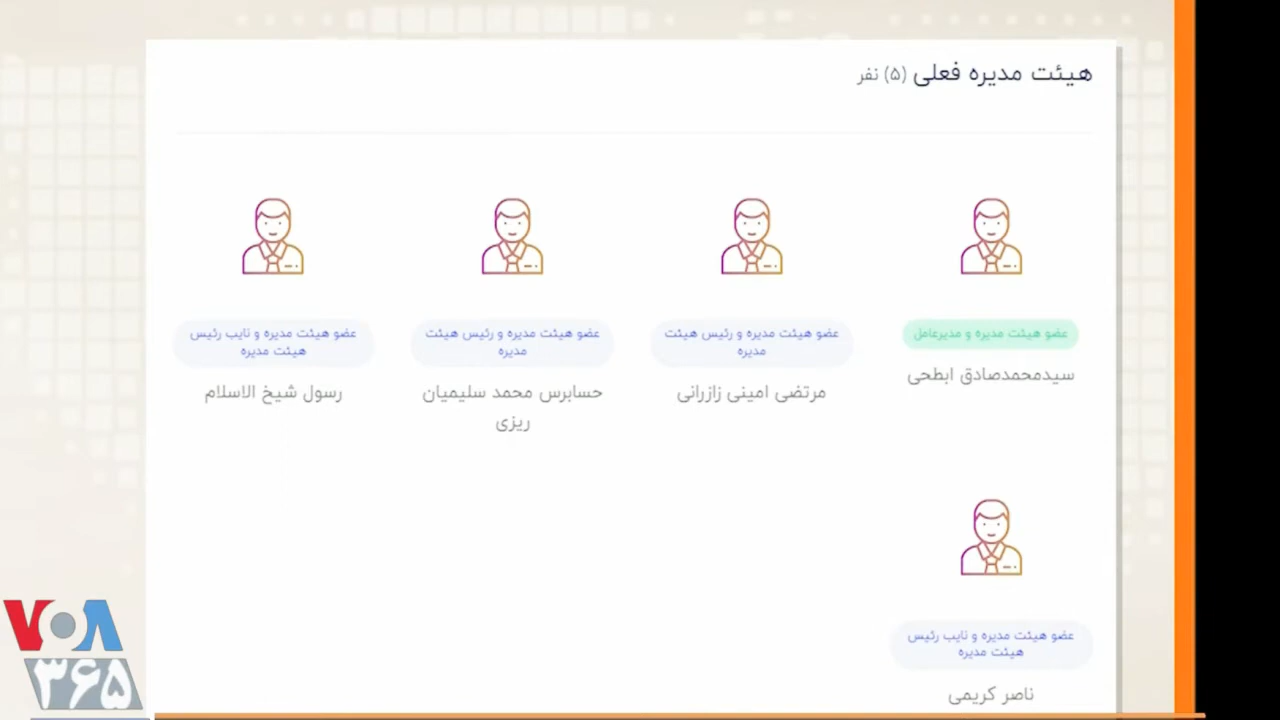 هیئت مدیره فعلی (۵) نفر
عضو هیئت مدیره و مدیرعامل
سیدمحمدصادق ابطحی
عضو هیئت مدیره و رئیس هیئت
مدیره
مرتضی امینی زازرانی
عضو هیئت مدیره و رئیس هیئت
مدیره
حسابرس محمد سلیمیان
ریزی
عضو هیئت مدیره و نایب رئیس
هیئت مدیره
رسول شیخ الاسلام
عضو هیئت مدیره و نایب رئیس
هیئت مدیره
ناصر کریمی
VOA
۳۶۵